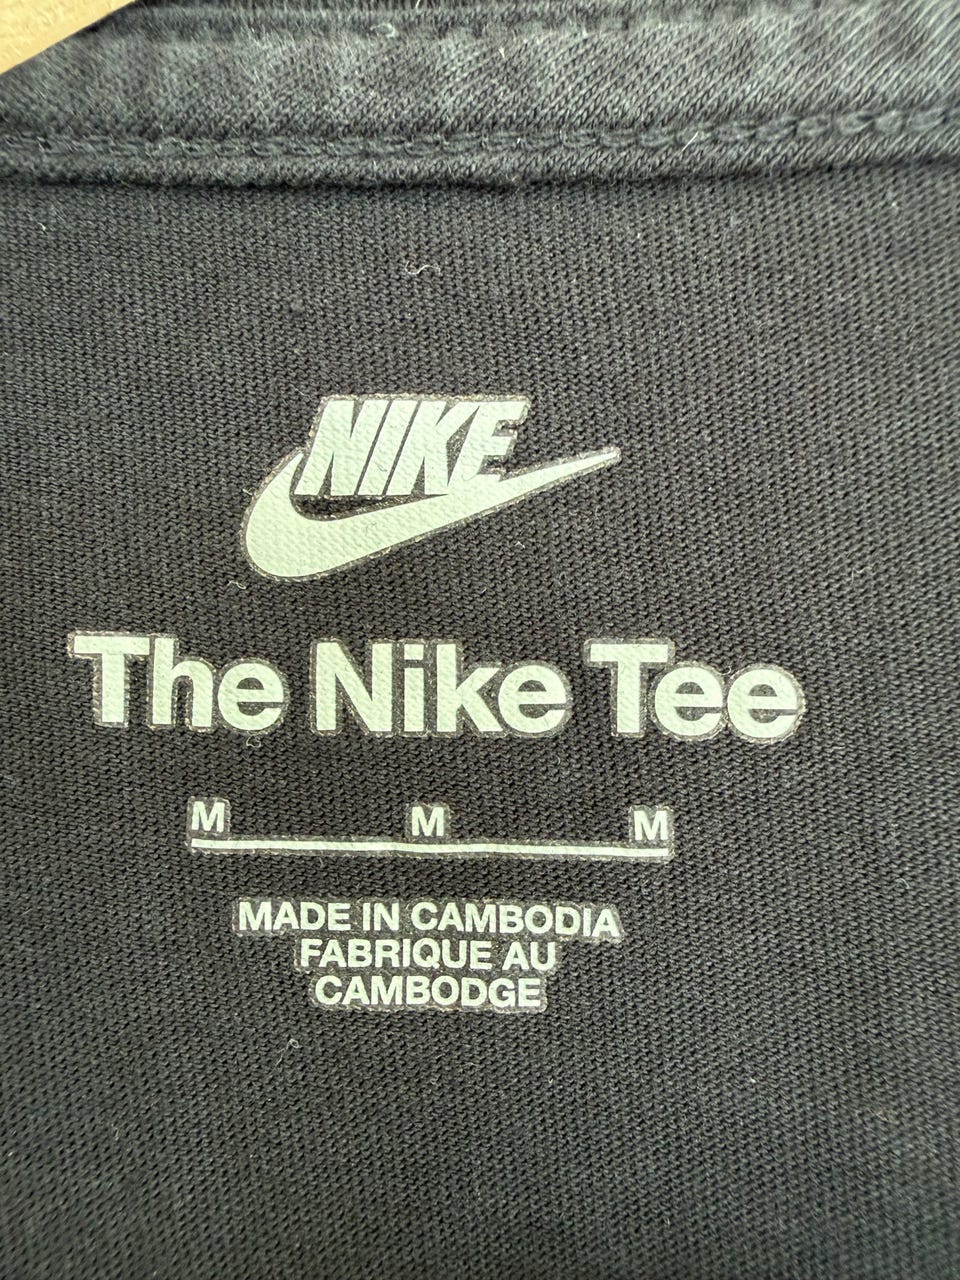 NIKE
The Nike Tee
M M M
MADE IN CAMBODIA
FABRIQUE AU
CAMBODGE